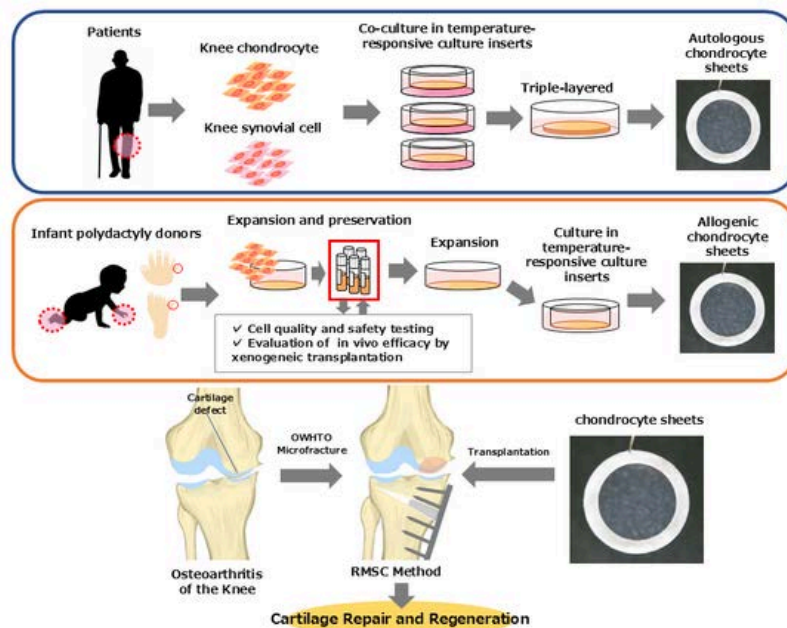 Patients
Knee chondrocyte
Knee synovial cell
Co-culture in temperature-
responsive culture inserts
Triple-layered
Autologous
chondrocyte
sheets
Infant polydactyly donors
Expansion and preservation
Expansion
Culture in
temperature-
responsive culture
inserts
Allogenic
chondrocyte
sheets
✓ Cell quality and safety testing
✓ Evaluation of in vivo efficacy by
xenogeneic transplantation
Cartilage
defect
OWHTO
Microfracture
Transplantation
chondrocyte sheets
Osteoarthritis
of the Knee
RMSC Method
Cartilage Repair and Regeneration